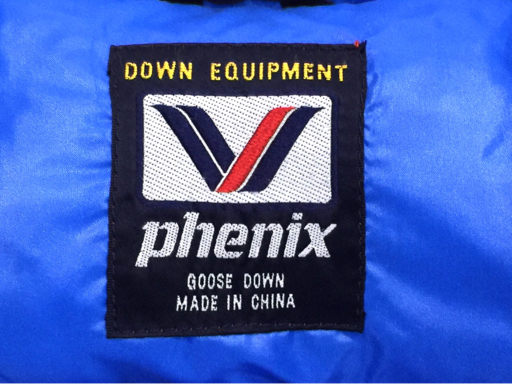 DOWN EQUIPMENT
phenix
GOOSE DOWN
MADE IN CHINA